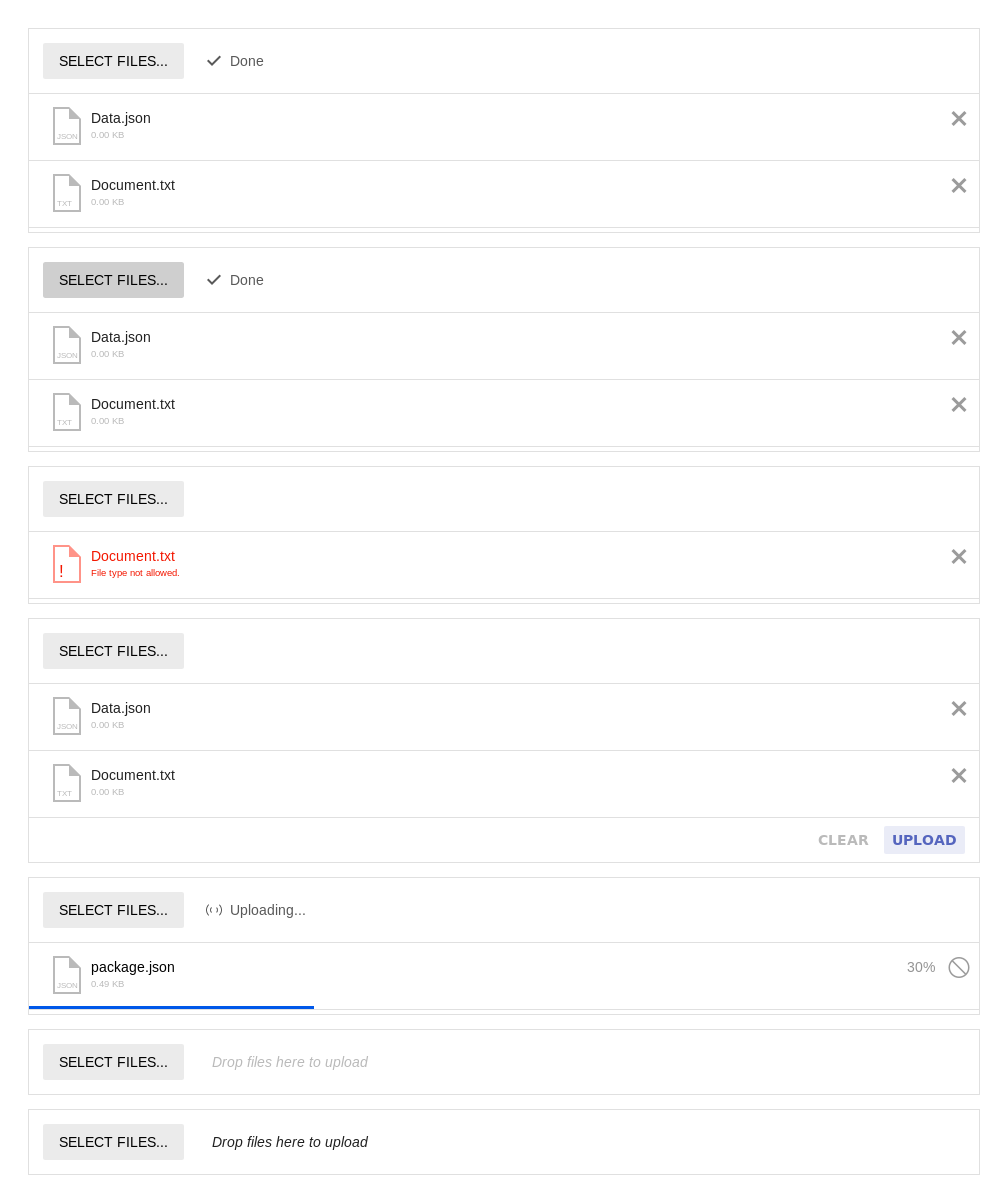 SELECT FILES... Done
Data.json
JSON 0.00 KB
Document.txt
TXT 0.00 KB
SELECT FILES... Done
Data.json
JSON 0.00 KB
Document.txt
TXT 0.00 KB
SELECT FILES...
Document.txt
! File type not allowed.
SELECT FILES...
Data.json
JSON 0.00 KB
Document.txt
TXT 0.00 KB
CLEAR UPLOAD
SELECT FILES... Uploading...
package.json 30%
JSON 0.49 KB
SELECT FILES... Drop files here to upload
SELECT FILES... Drop files here to upload